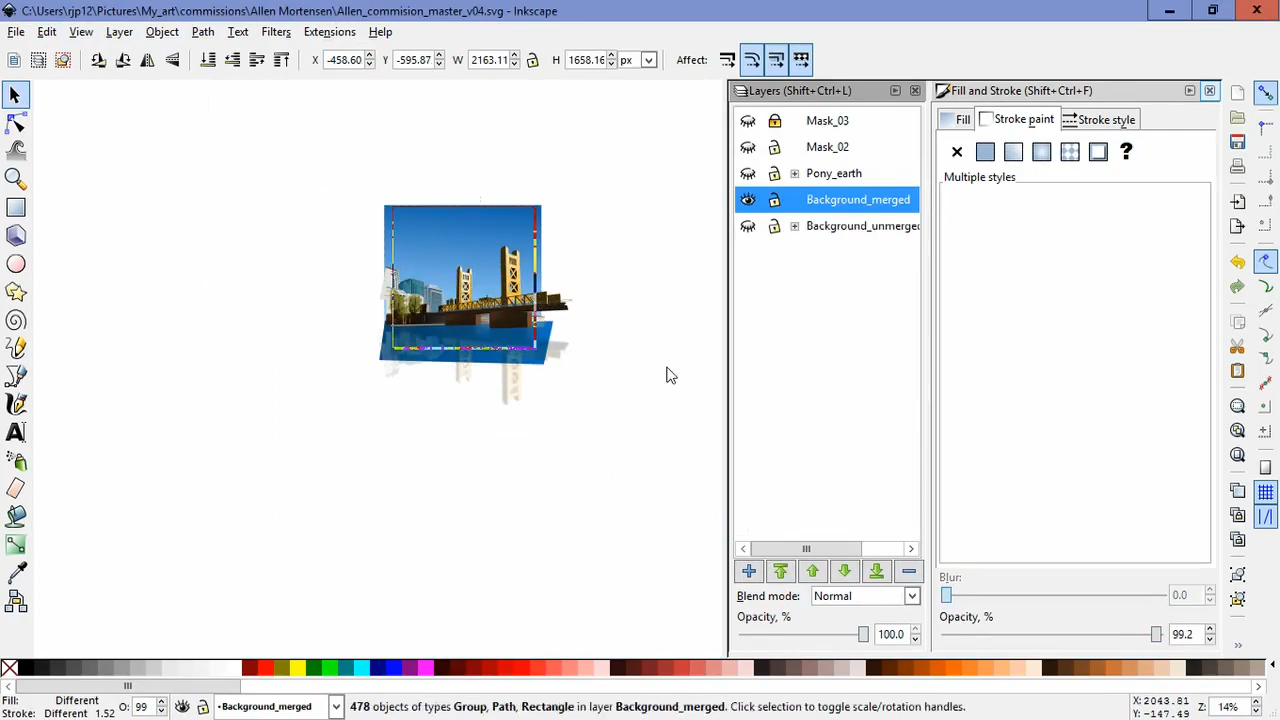 C:\Users\rjp12\Pictures\My_art\commissions\Allen Mortensen\Allen_commision_master_v04.svg - Inkscape
File Edit View Layer Object Path Text Filters Extensions Help
X -458.60 Y -595.87 W 2163.11 H 1658.16 px Affect:
Layers (Shift+Ctrl+L) Fill and Stroke (Shift+Ctrl+F)
Mask_03 Fill Stroke paint Stroke style
Mask_02
Multiple styles
Pony_earth
Background_merged
Background_unmerged
Blur:
0.0
Blend mode: Normal
Opacity, % Opacity, %
100.0 99.2
Fill: Different O: 99 •Background_merged 478 objects of types Group, Path, Rectangle in layer Background_merged. Click selection to toggle scale/rotation handles. X:2043.81 Z: 14%
Stroke: Different 1.52 Y:-147.49